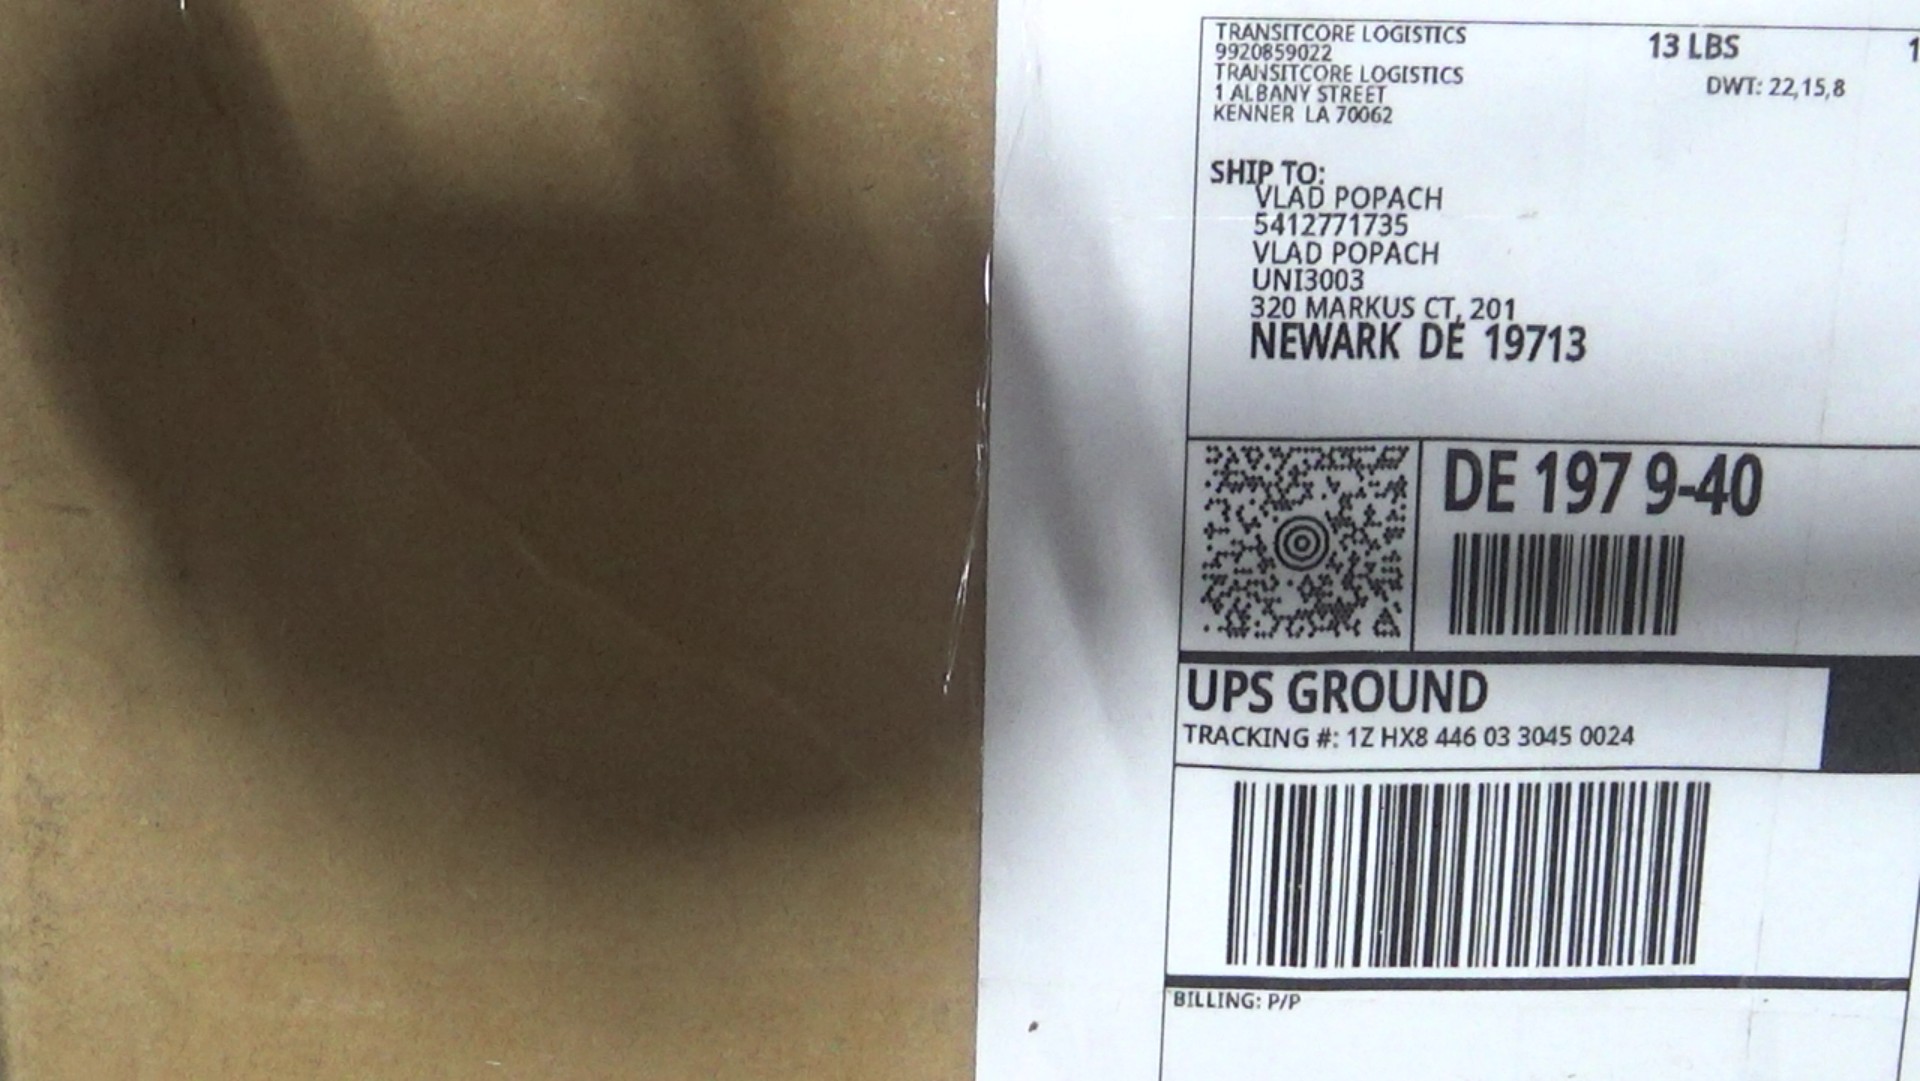 TRANSITCORE LOGISTICS
9920859022
TRANSITCORE LOGISTICS
1 ALBANY STREET
KENNER LA 70062
13 LBS
DWT: 22,15,8
SHIP TO:
VLAD POPACH
5412771735
VLAD POPACH
UNI3003
320 MARKUS CT, 201
NEWARK DE 19713
DE 197 9-40
UPS GROUND
TRACKING #: 1Z HX8 446 03 3045 0024
BILLING: P/P